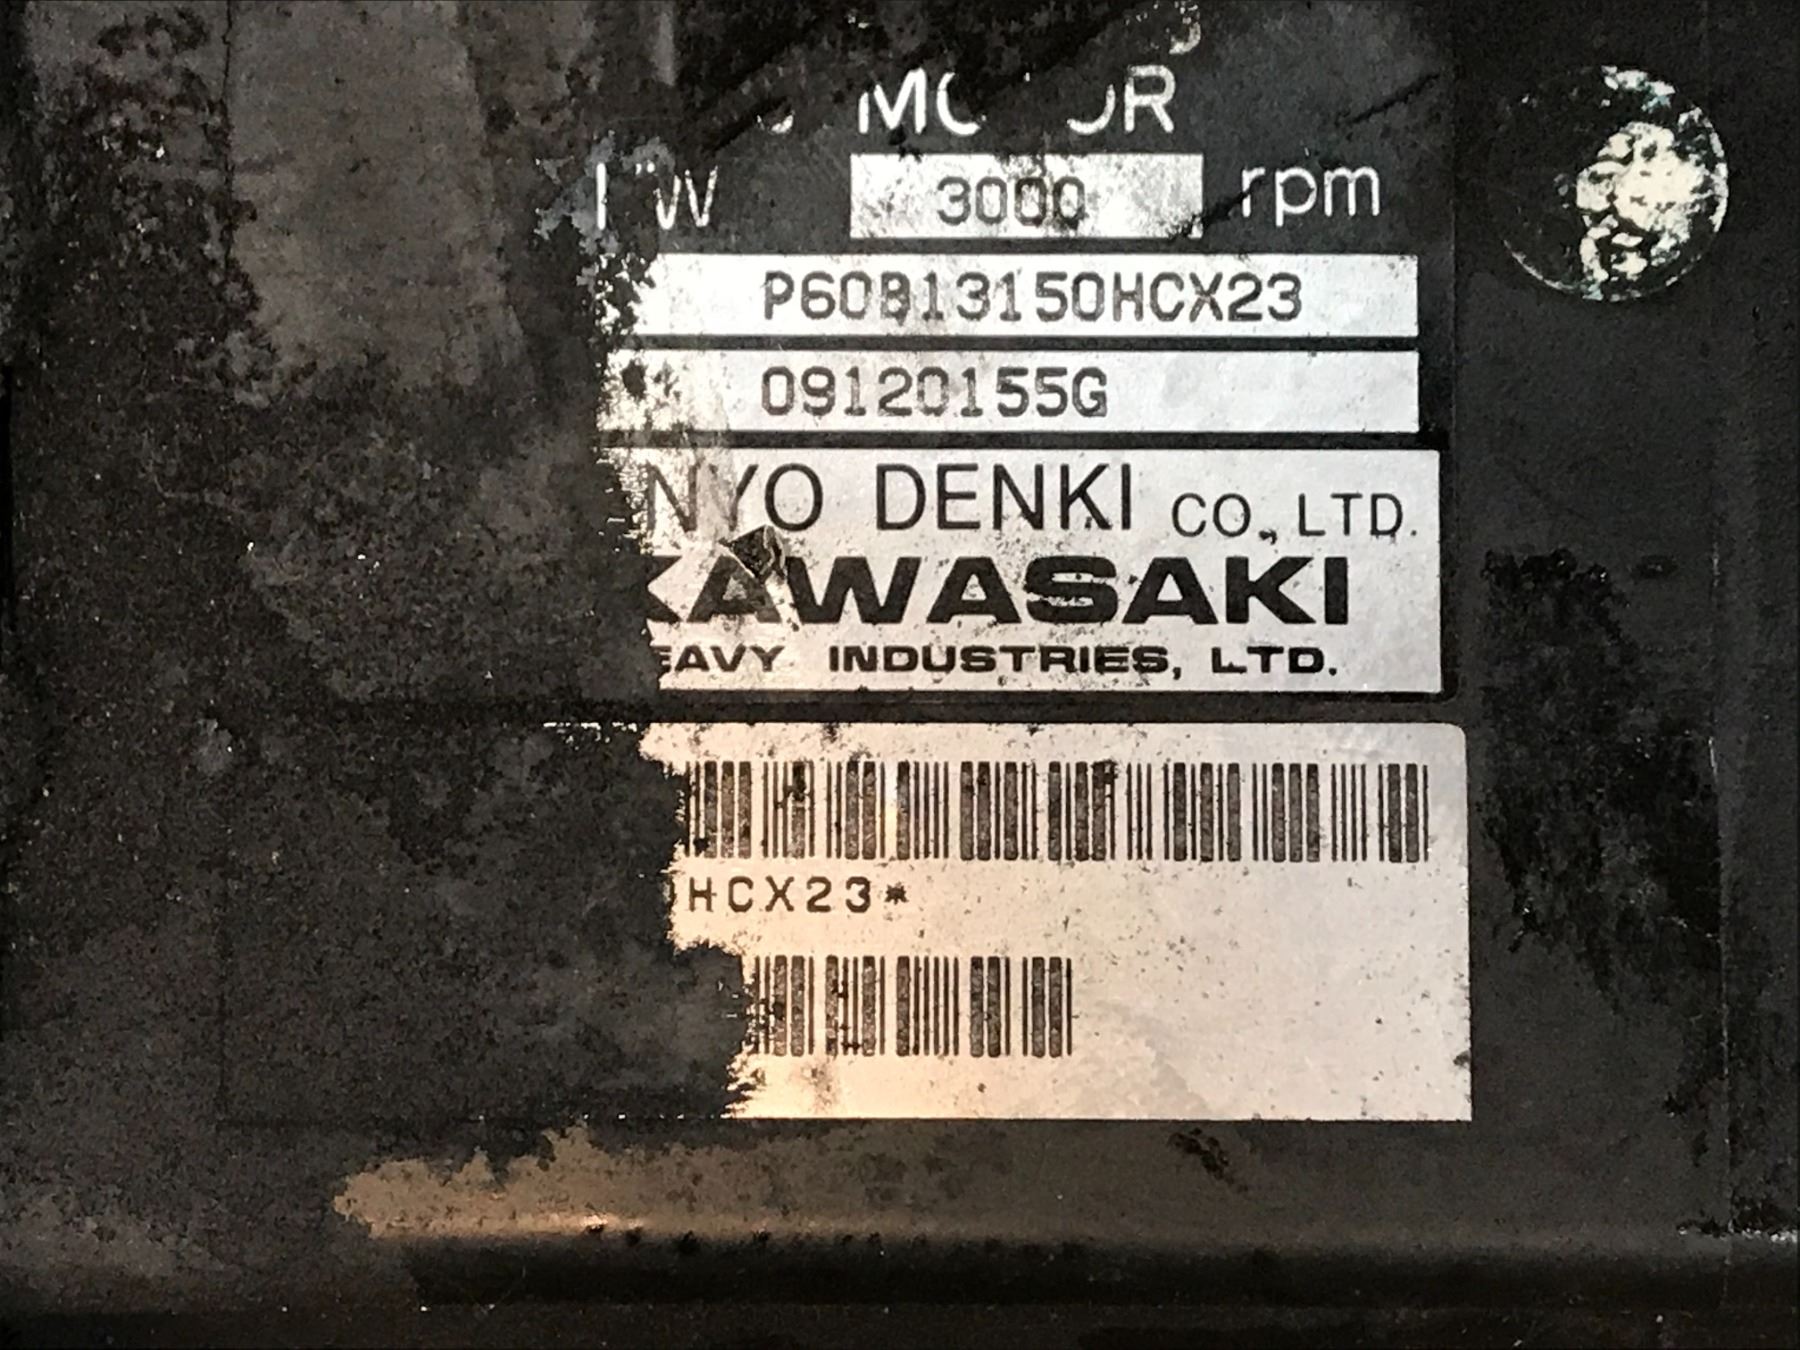 MOTOR
3000 rpm
P60B13150HCX23
09120155G
NYO DENKI CO., LTD.
KAWASAKI
EAVY INDUSTRIES, LTD.
HCX23*